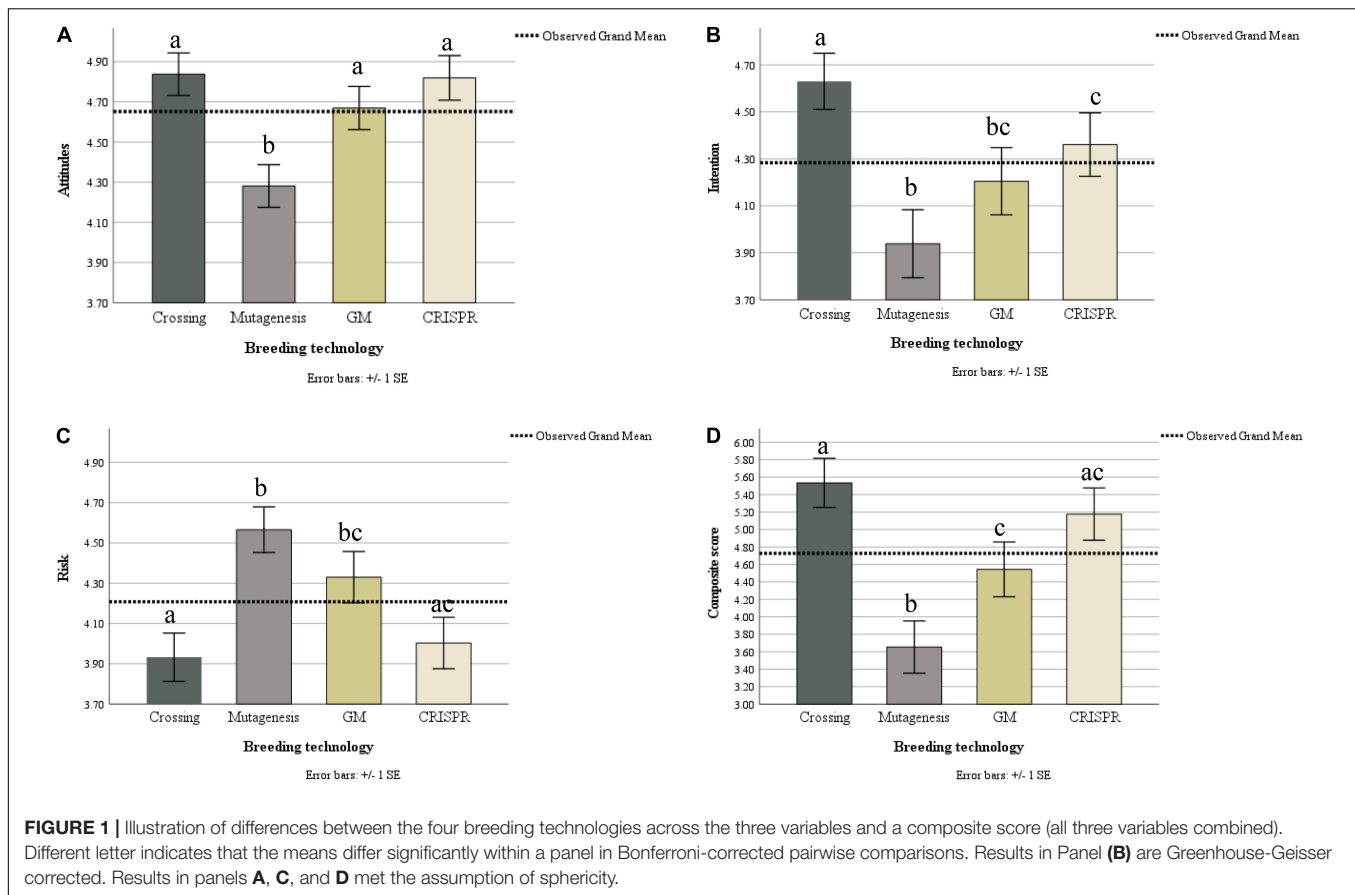 A
Observed Grand Mean
4.90
4.70
4.50
4.30
4.10
3.90
3.70
Attitudes
a
b
a
a
Crossing Mutagenesis GM CRISPR
Breeding technology
Error bars: +/- 1 SE
B
Observed Grand Mean
4.70
4.50
4.30
4.10
3.90
3.70
Intention
a
b
bc
c
Crossing Mutagenesis GM CRISPR
Breeding technology
Error bars: +/- 1 SE
C
Observed Grand Mean
4.90
4.70
4.50
4.30
4.10
3.90
3.70
Risk
a
b
bc
ac
Crossing Mutagenesis GM CRISPR
Breeding technology
Error bars: +/- 1 SE
D
Observed Grand Mean
6.00
5.80
5.60
5.40
5.20
5.00
4.80
4.60
4.40
4.20
4.00
3.80
3.60
3.40
3.20
3.00
Composite score
a
b
c
ac
Crossing Mutagenesis GM CRISPR
Breeding technology
Error bars: +/- 1 SE
FIGURE 1 | Illustration of differences between the four breeding technologies across the three variables and a composite score (all three variables combined).
Different letter indicates that the means differ significantly within a panel in Bonferroni-corrected pairwise comparisons. Results in Panel (B) are Greenhouse-Geisser
corrected. Results in panels A, C, and D met the assumption of sphericity.